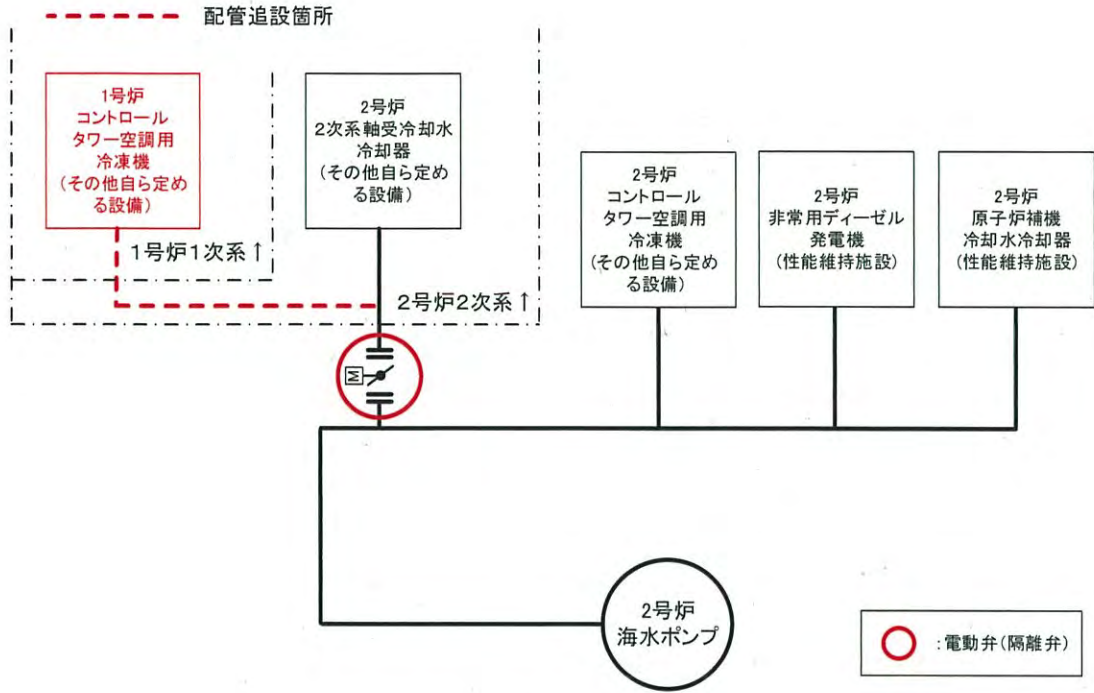 配管追設箇所
1号炉
コントロール
タワー空調用
冷凍機
(その他自ら定め
る設備)
2号炉
2次系軸受冷却水
冷却器
(その他自ら定め
る設備)
2号炉
コントロール
タワー空調用
冷凍機
(その他自ら定め
る設備)
2号炉
非常用ディーゼル
発電機
(性能維持施設)
2号炉
原子炉補機
冷却水冷却器
(性能維持施設)
1号炉1次系↑
2号炉2次系↑
M
2号炉
海水ポンプ
:電動弁(隔離弁)